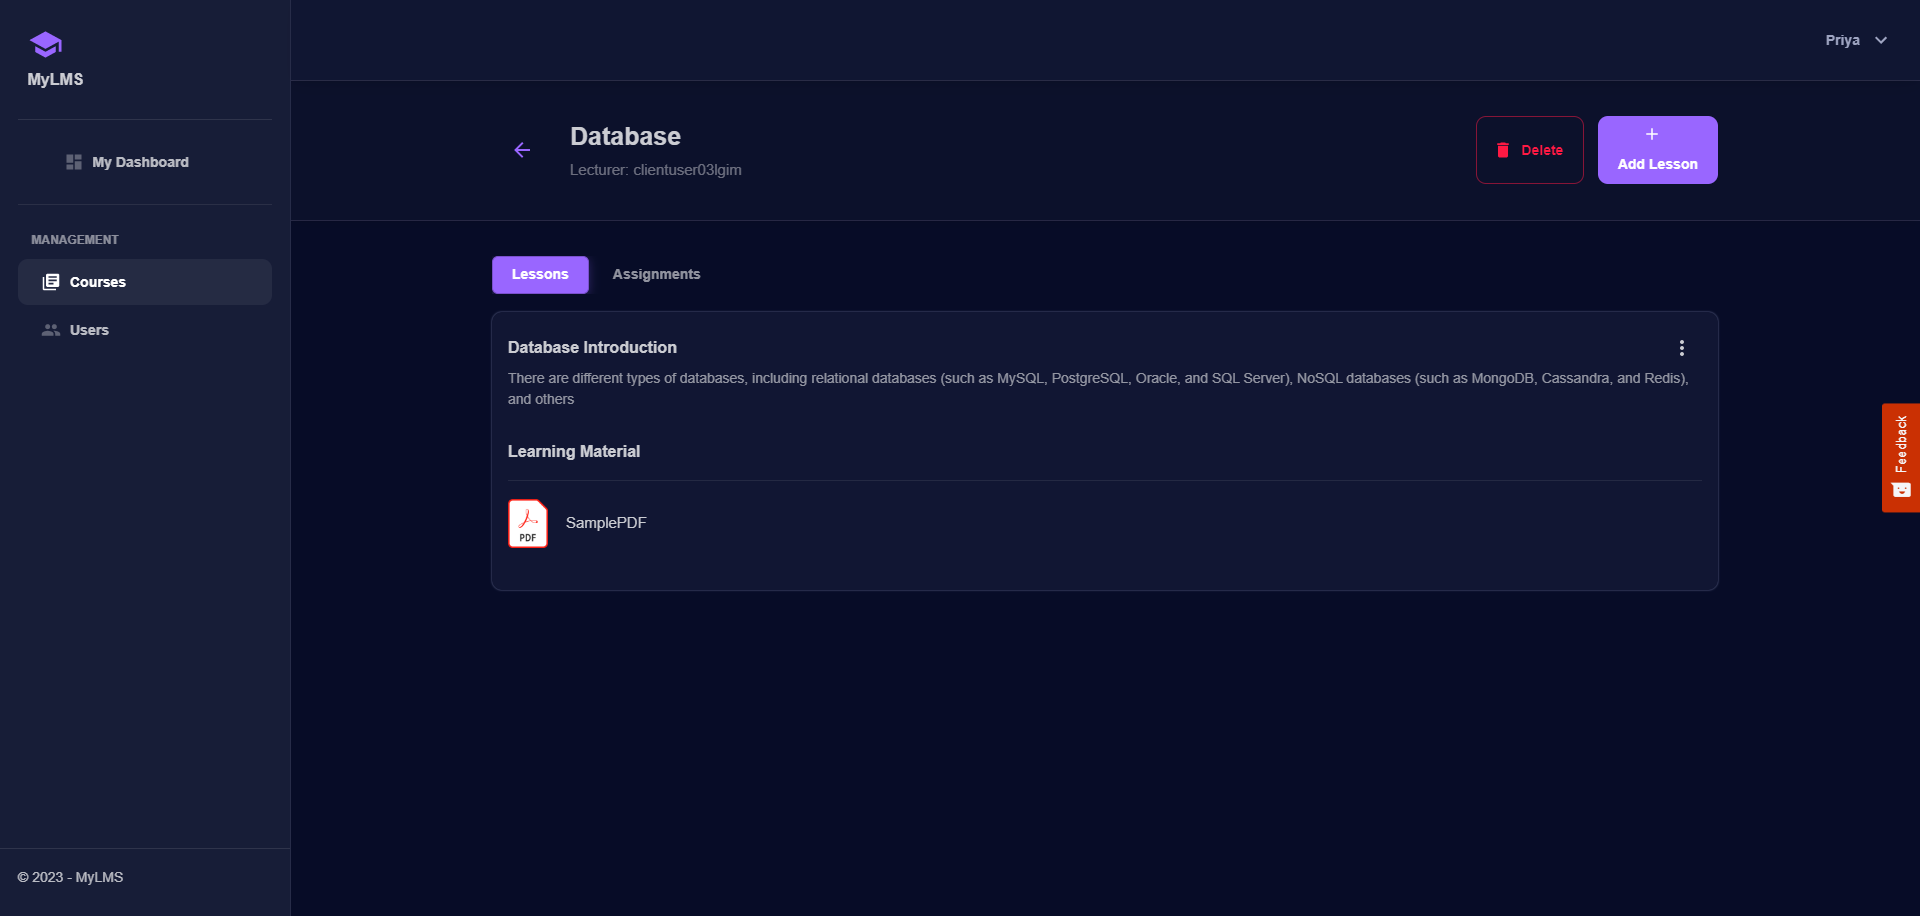 MyLMS
My Dashboard
MANAGEMENT
Courses
Users
© 2023 - MyLMS
Priya
Database
Lecturer: clientuser03lgim
Delete
Add Lesson
Lessons
Assignments
Database Introduction
There are different types of databases, including relational databases (such as MySQL, PostgreSQL, Oracle, and SQL Server), NoSQL databases (such as MongoDB, Cassandra, and Redis),
and others
Learning Material
PDF
SamplePDF
Feedback